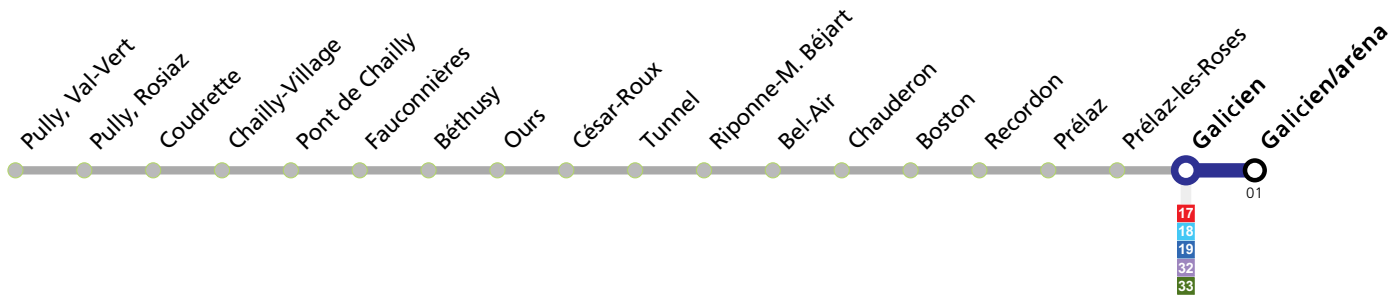 Pully, Val-Vert
Pully, Rosiaz
Coudrette
Chailly-Village
Pont de Chailly
Fauconnières
Béthusy
Ours
César-Roux
Tunnel
Riponne-M. Béjart
Bel-Air
Chauderon
Boston
Recordon
Prélaz
Prélaz-les-Roses
Galicien
Galicien/aréna
01
17
18
19
32
33